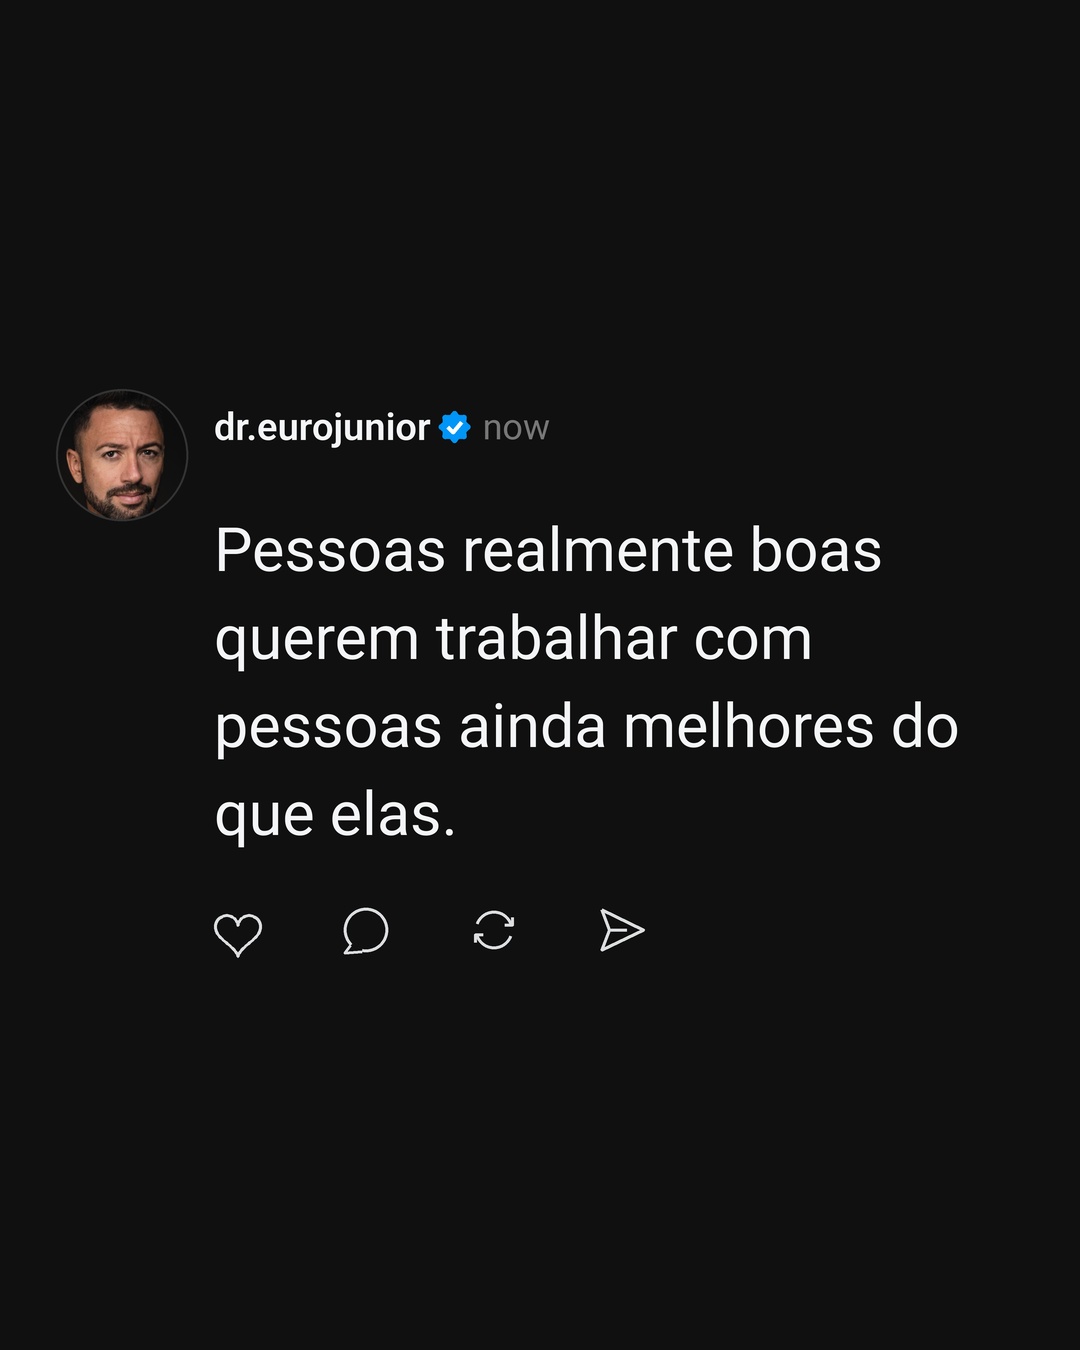 dr.eurojunior now
Pessoas realmente boas
querem trabalhar com
pessoas ainda melhores do
que elas.